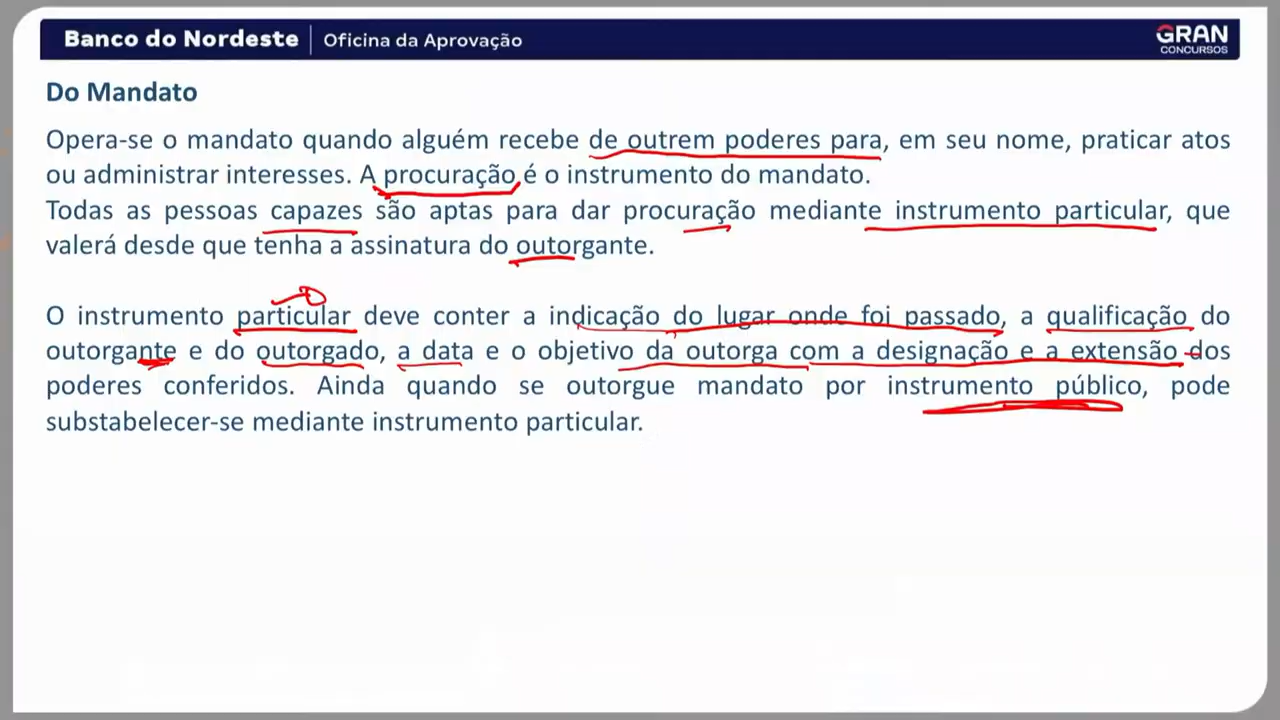 Banco do Nordeste | Oficina da Aprovação
GRAN
CONCURSOS
Do Mandato
Opera-se o mandato quando alguém recebe de outrem poderes para, em seu nome, praticar atos
ou administrar interesses. A procuração é o instrumento do mandato.
Todas as pessoas capazes são aptas para dar procuração mediante instrumento particular, que
valerá desde que tenha a assinatura do outorgante.
O instrumento particular deve conter a indicação do lugar onde foi passado, a qualificação do
outorgante e do outorgado, a data e o objetivo da outorga com a designação e a extensão dos
poderes conferidos. Ainda quando se outorgue mandato por instrumento público, pode
substabelecer-se mediante instrumento particular.